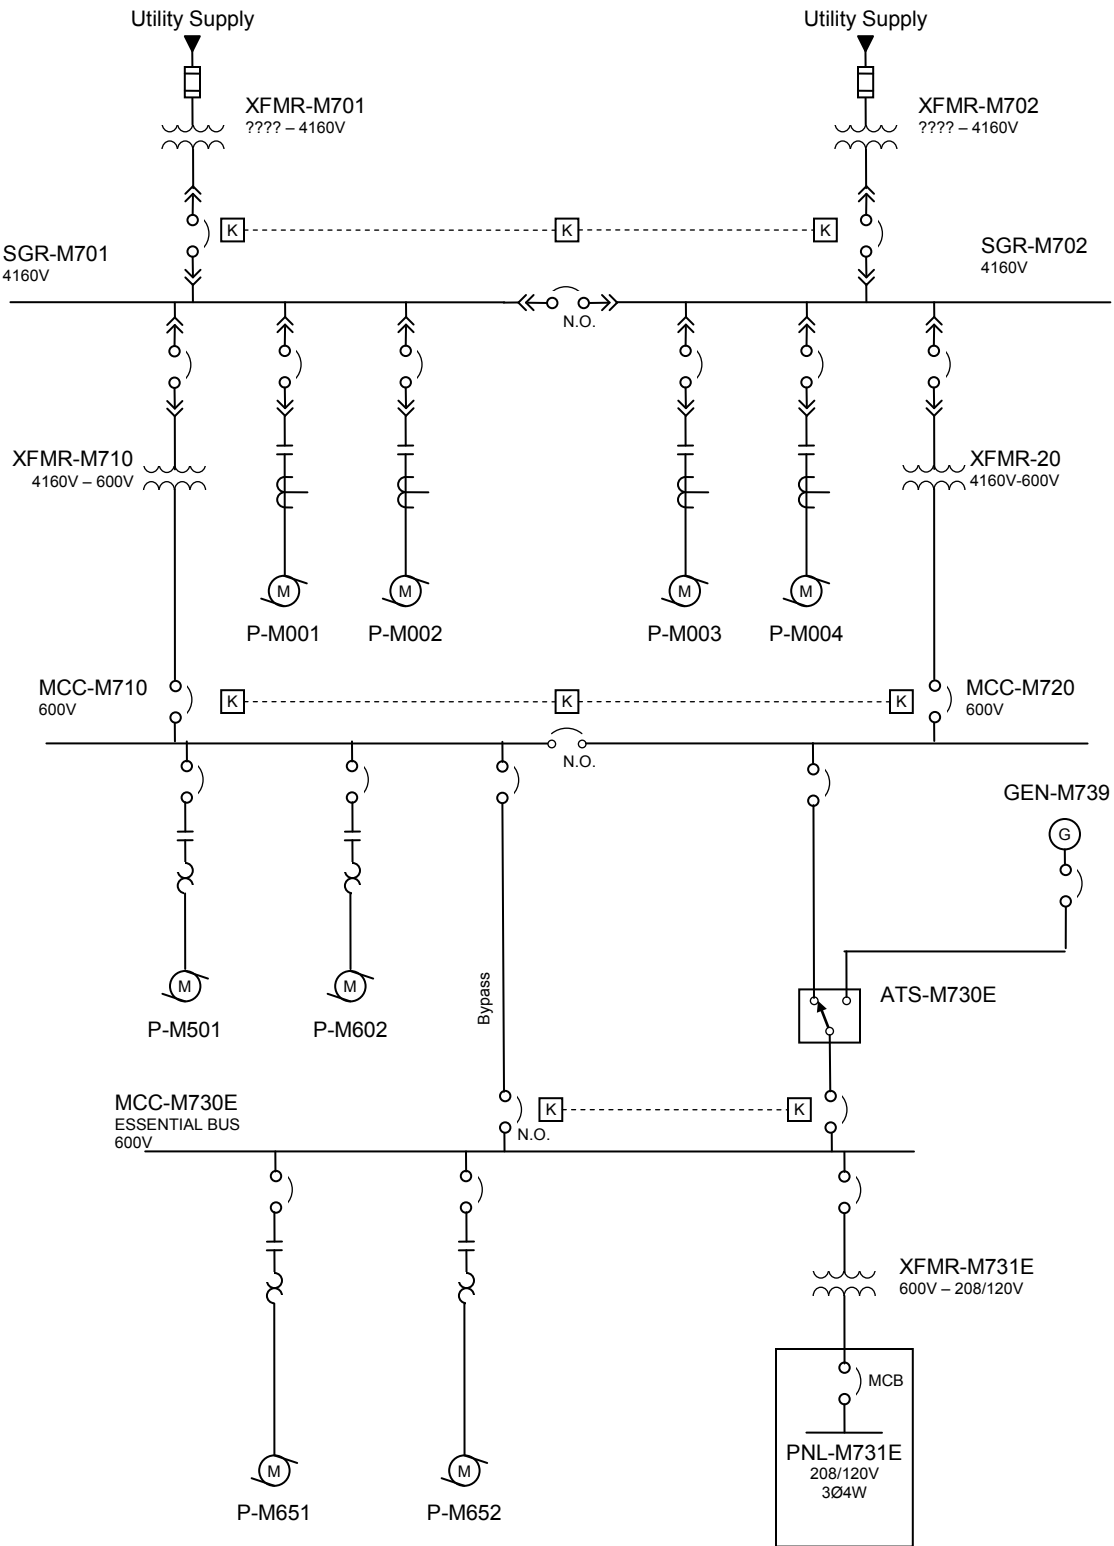 Utility Supply
Utility Supply
XFMR-M701
???? – 4160V
XFMR-M702
???? – 4160V
K
K
K
SGR-M701
4160V
SGR-M702
4160V
N.O.
XFMR-M710
4160V – 600V
XFMR-20
4160V-600V
M
M
M
M
P-M001
P-M002
P-M003
P-M004
MCC-M710
600V
K
K
K
MCC-M720
600V
N.O.
GEN-M739
G
M
M
Bypass
ATS-M730E
P-M501
P-M602
MCC-M730E
ESSENTIAL BUS
600V
K
K
N.O.
XFMR-M731E
600V – 208/120V
MCB
PNL-M731E
208/120V
3Ø4W
M
M
P-M651
P-M652